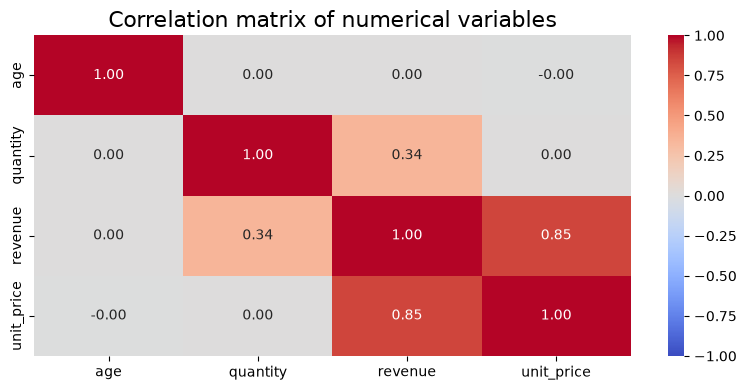 Correlation matrix of numerical variables
age 1.00 0.00 0.00 -0.00
quantity 0.00 1.00 0.34 0.00
revenue 0.00 0.34 1.00 0.85
unit_price -0.00 0.00 0.85 1.00
age quantity revenue unit_price
1.00
0.75
0.50
0.25
0.00
−0.25
−0.50
−0.75
−1.00